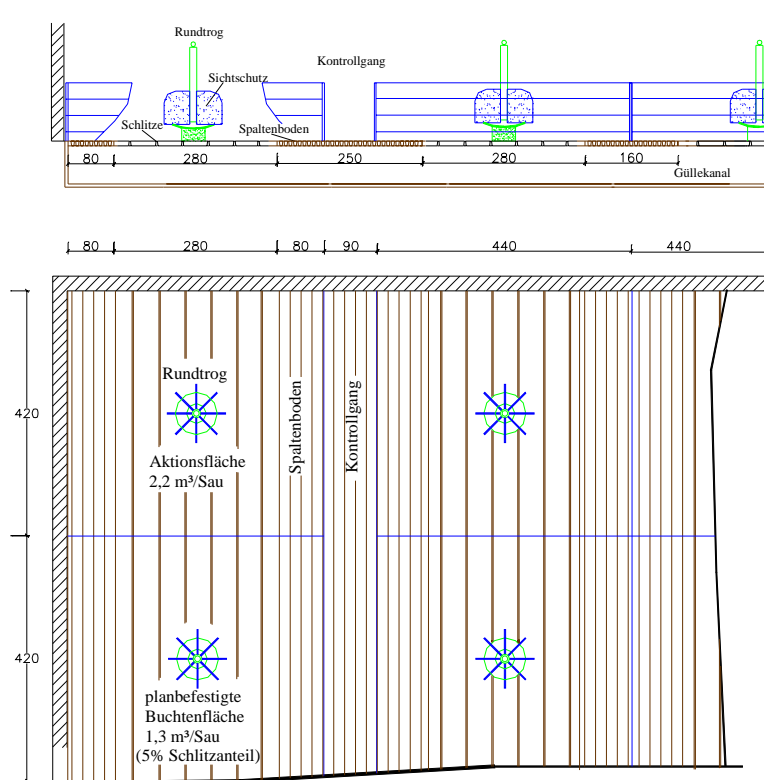 Rundtrog
Kontrollgang
Sichtschutz
Schlitze
Spaltenboden
80 280 250 280 160
Güllekanal
80 280 80 90 440 440
Rundtrog
Spaltenboden
Kontrollgang
420
Aktionsfläche
2,2 m³/Sau
420
planbefestigte
Buchtenfläche
1,3 m³/Sau
(5% Schlitzanteil)